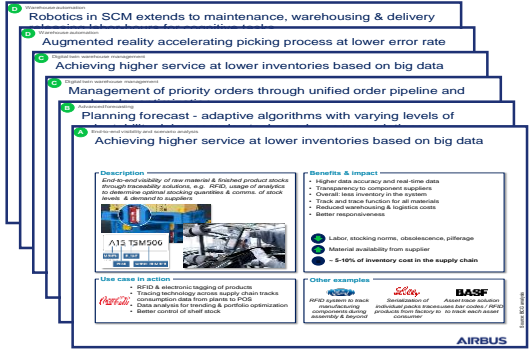 D Warehouse automation
Robotics in SCM extends to maintenance, warehousing & delivery
D Warehouse automation
Augmented reality accelerating picking process at lower error rate
C Digital twin warehouse management
Achieving higher service at lower inventories based on big data
C Digital twin warehouse management
Management of priority orders through unified order pipeline and
B Advanced forecasting
Planning forecast - adaptive algorithms with varying levels of
A End-to-end visibility and scenario analysis
Achieving higher service at lower inventories based on big data
Description
End-to-end visibility of raw material & finished product stocks
through traceability solutions, e.g. RFID, usage of analytics
to determine optimal stocking quantities & comms. of stock
levels & demand to suppliers
A15 TSM506
Benefits & impact
• Higher data accuracy and real-time data
• Transparency to component suppliers
• Overall: less inventory in the system
• Track and trace function for all materials
• Reduced warehousing & logistics costs
• Better responsiveness
Labor, stocking norms, obsolescence, pilferage
Material availability from supplier
~ 5-10% of inventory cost in the supply chain
Use case in action
Coca-Cola
• RFID & electronic tagging of products
• Tracing technology across supply chain tracks
consumption data from plants to POS
• Data analysis for trending & portfolio optimization
• Better control of shelf stock
Other examples
Lilly
BASF
RFID system to track
manufacturing
components during
assembly & beyond
Serialization of
individual packs traces
products from factory to
consumer
Asset trace solution
uses bar codes / RFID
to track each asset
Source: BCG analysis
AIRBUS